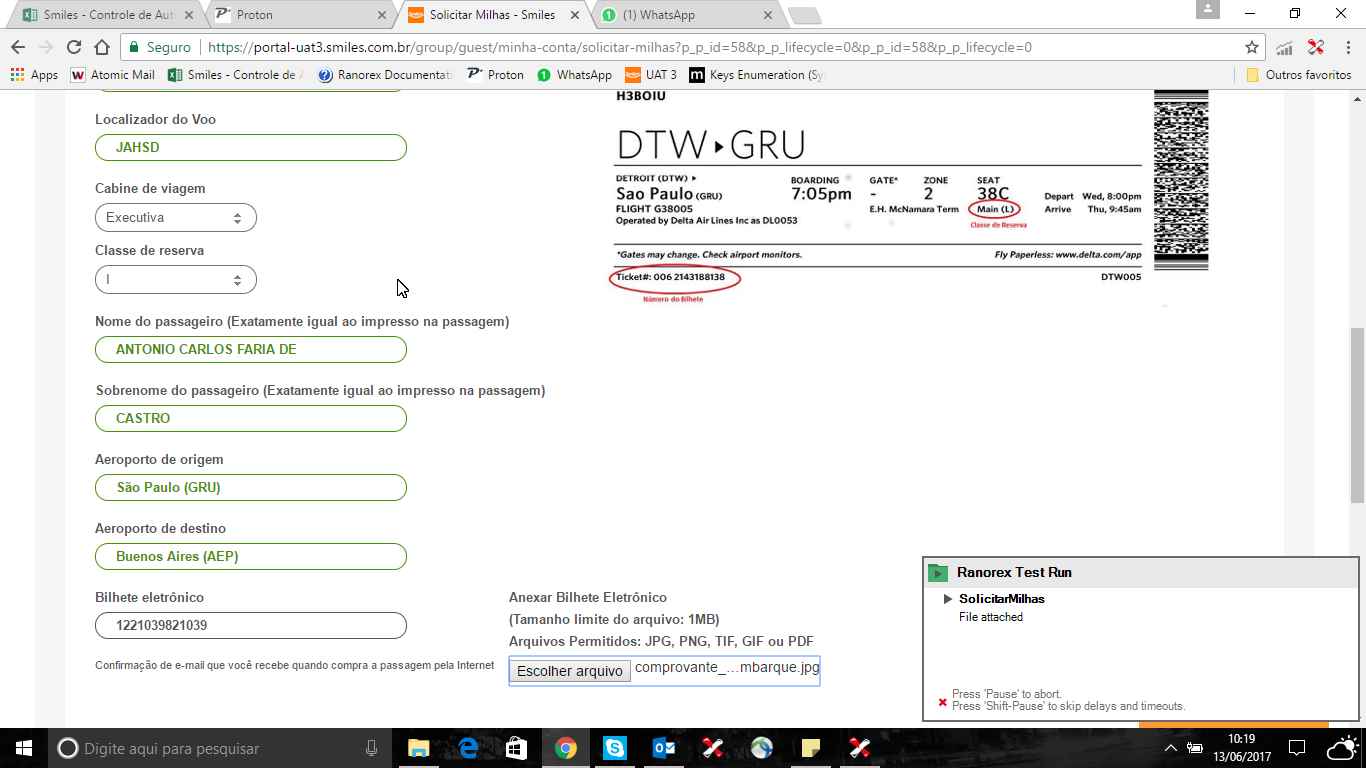 Smiles - Controle de Aut
Proton
Solicitar Milhas - Smiles
(1) WhatsApp
Seguro
https://portal-uat3.smiles.com.br/group/guest/minha-conta/solicitar-milhas?p_p_id=58&p_p_lifecycle=0&p_p_id=58&p_p_lifecycle=0
Apps
Atomic Mail
Smiles - Controle de A
Ranorex Documentati
Proton
WhatsApp
UAT 3
Keys Enumeration (Sy
Outros favoritos
Localizador do Voo
JAHSD
Cabine de viagem
Executiva
Classe de reserva
I
Nome do passageiro (Exatamente igual ao impresso na passagem)
ANTONIO CARLOS FARIA DE
Sobrenome do passageiro (Exatamente igual ao impresso na passagem)
CASTRO
Aeroporto de origem
São Paulo (GRU)
Aeroporto de destino
Buenos Aires (AEP)
Bilhete eletrônico
1221039821039
Confirmação de e-mail que você recebe quando compra a passagem pela Internet
Anexar Bilhete Eletrônico
(Tamanho limite do arquivo: 1MB)
Arquivos Permitidos: JPG, PNG, TIF, GIF ou PDF
Escolher arquivo comprovante_...mbarque.jpg
H3BOIU
DTW▸GRU
DETROIT (DTW) ▸
Sao Paulo (GRU)
FLIGHT G38005
Operated by Delta Air Lines Inc as DL0053
BOARDING
7:05pm
GATE*
-
ZONE
2
SEAT
38C
E.H. McNamara Term
Main (L)
Classe de Reserva
Depart Wed, 8:00pm
Arrive Thu, 9:45am
*Gates may change. Check airport monitors.
Fly Paperless: www.delta.com/app
Ticket#: 006 2143188138
DTW005
Número do Bilhete
Ranorex Test Run
SolicitarMilhas
File attached
Press 'Pause' to abort.
Press 'Shift-Pause' to skip delays and timeouts.
Digite aqui para pesquisar
10:19
13/06/2017